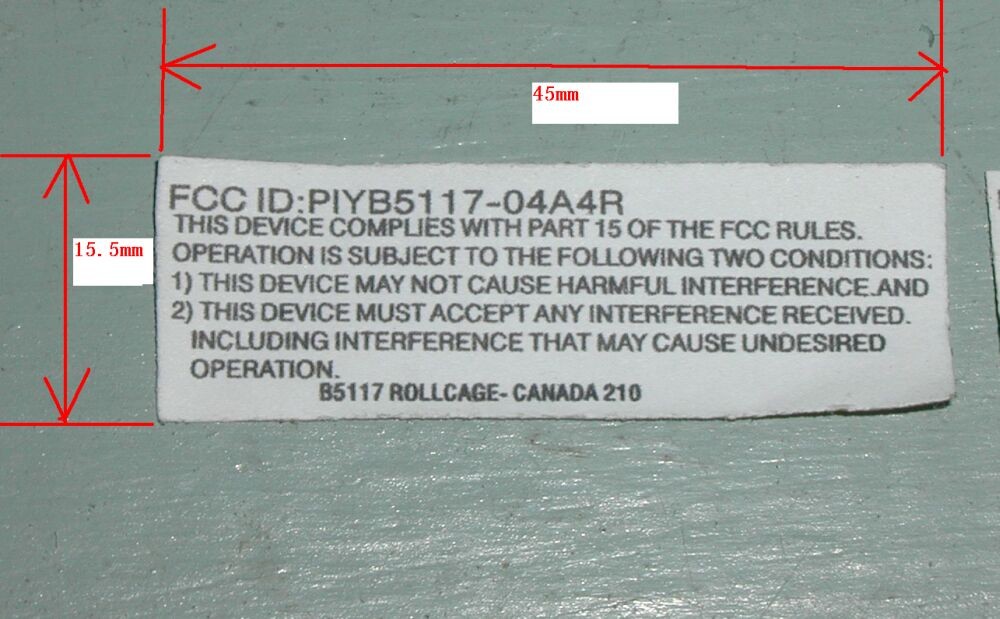 45mm
15.5mm
FCC ID:PIYB5117-04A4R
THIS DEVICE COMPLIES WITH PART 15 OF THE FCC RULES.
OPERATION IS SUBJECT TO THE FOLLOWING TWO CONDITIONS:
1) THIS DEVICE MAY NOT CAUSE HARMFUL INTERFERENCE.AND
2) THIS DEVICE MUST ACCEPT ANY INTERFERENCE RECEIVED.
INCLUDING INTERFERENCE THAT MAY CAUSE UNDESIRED
OPERATION.
B5117 ROLLCAGE- CANADA 210